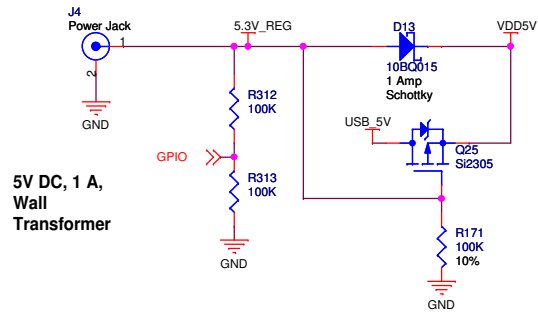 J4
Power Jack
1
2
GND
5.3V_REG
R312
100K
GPIO
R313
100K
GND
5V DC, 1 A,
Wall
Transformer
D13
10BQ015
1 Amp
Schottky
VDD5V
USB_5V
Q25
Si2305
R171
100K
10%
GND